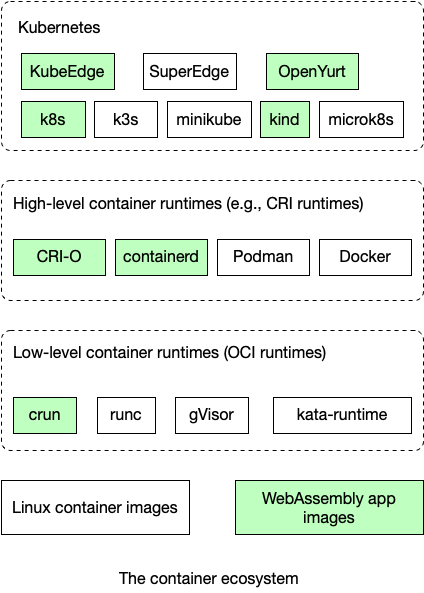 Kubernetes
KubeEdge SuperEdge OpenYurt
k8s k3s minikube kind microk8s
High-level container runtimes (e.g., CRI runtimes)
CRI-O containerd Podman Docker
Low-level container runtimes (OCI runtimes)
crun runc gVisor kata-runtime
Linux container images
WebAssembly app
images
The container ecosystem